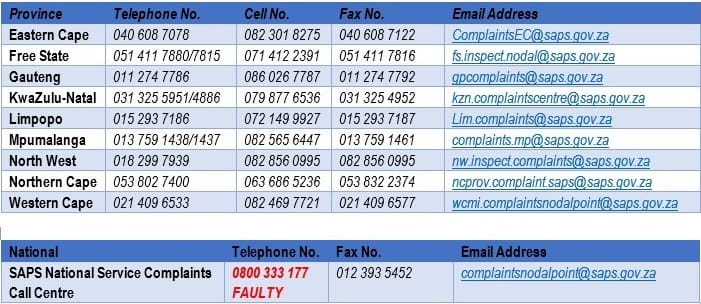 Province Telephone No. Cell No. Fax No. Email Address
Eastern Cape 040 608 7078 082 301 8275 040 608 7122 ComplaintsEC@saps.gov.za
Free State 051 411 7880/7815 071 412 2391 051 411 7816 fs.inspect.nodal@saps.gov.za
Gauteng 011 274 7786 086 026 7787 011 274 7792 gpcomplaints@saps.gov.za
KwaZulu-Natal 031 325 5951/4886 079 877 6536 031 325 4952 kzn.complaintscentre@saps.gov.za
Limpopo 015 293 7186 072 149 9927 015 293 7187 Lim.complaints@saps.gov.za
Mpumalanga 013 759 1438/1437 082 565 6447 013 759 1461 complaints.mp@saps.gov.za
North West 018 299 7939 082 856 0995 082 856 0995 nw.inspect.complaints@saps.gov.za
Northern Cape 053 802 7400 063 686 5236 053 832 2374 ncprov.complaint.saps@saps.gov.za
Western Cape 021 409 6533 082 469 7721 021 409 6577 wcmi.complaintsnodalpoint@saps.gov.za
National Telephone No. Fax No. Email Address
SAPS National Service Complaints 0800 333 177 012 393 5452 complaintsnodalpoint@saps.gov.za
Call Centre FAULTY